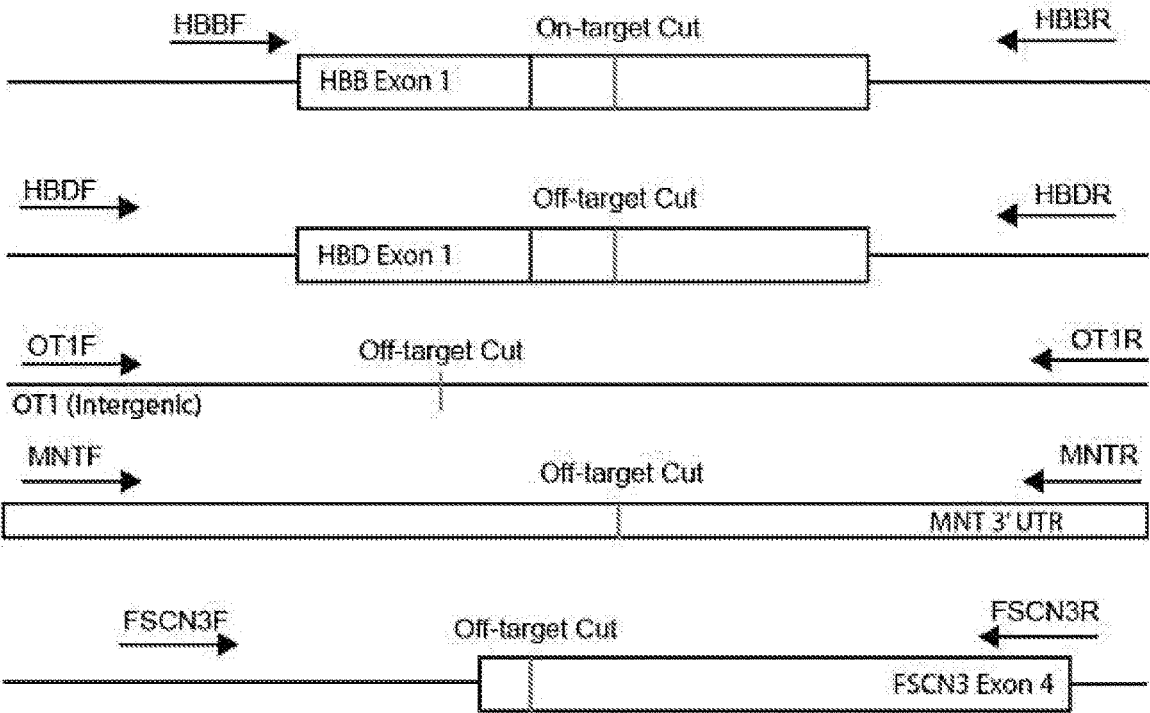 HBBF On-target Cut HBBR
HBB Exon 1
HBDF Off-target Cut HBDR
HBD Exon 1
OT1F Off-target Cut OT1R
OT1 (Intergenic)
MNTF Off-target Cut MNTR
MNT 3' UTR
FSCN3F Off-target Cut FSCN3R
FSCN3 Exon 4